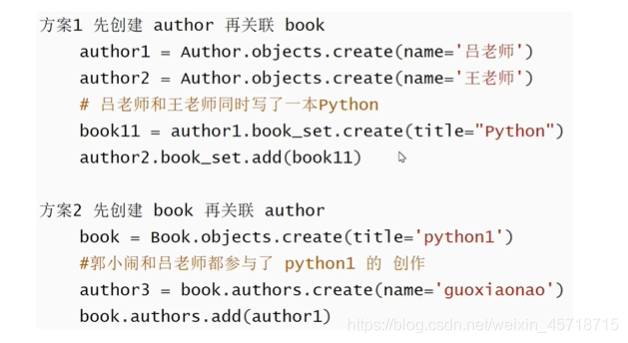 方案1 先创建 author 再关联 book
    author1 = Author.objects.create(name='吕老师')
    author2 = Author.objects.create(name='王老师')
    # 吕老师和王老师同时写了一本Python
    book11 = author1.book_set.create(title="Python")
    author2.book_set.add(book11)
方案2 先创建 book 再关联 author
    book = Book.objects.create(title='python1')
    #郭小闹和吕老师都参与了 python1 的 创作
    author3 = book.authors.create(name='guoxiaonao')
    book.authors.add(author1)
https://blog.csdn.net/weixin_45718715